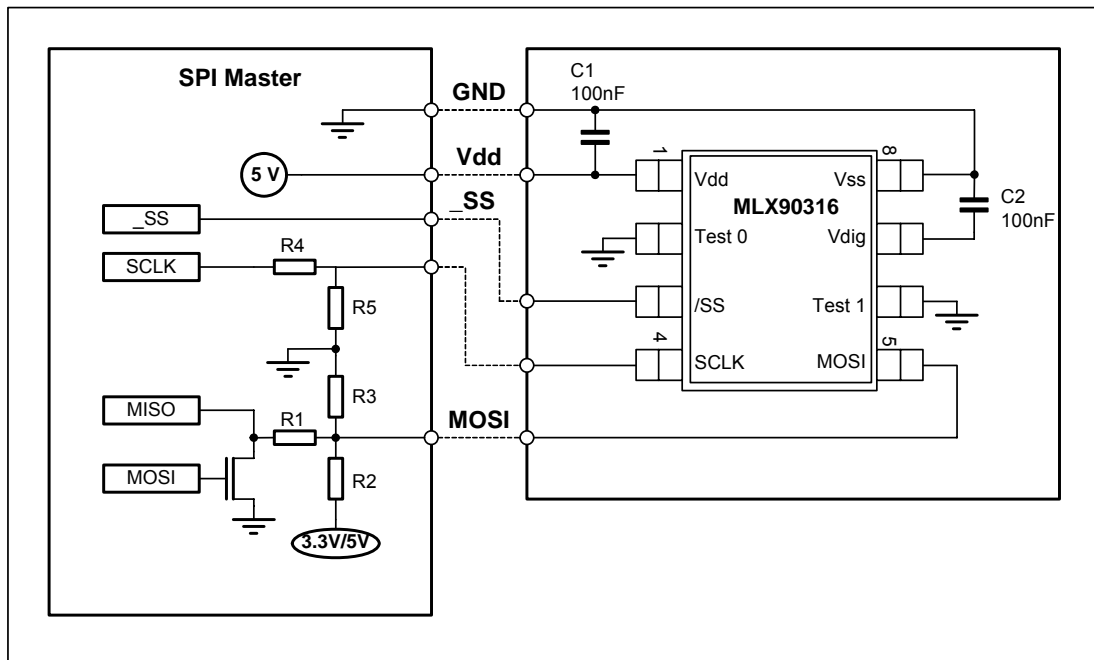 SPI Master
GND
Vdd
_SS
MOSI
5 V
_SS
SCLK
R4
R5
R3
MISO
R1
MOSI
R2
3.3V/5V
C1
100nF
1
8
Vdd
Vss
MLX90316
C2
100nF
Test 0
Vdig
/SS
Test 1
4
5
SCLK
MOSI